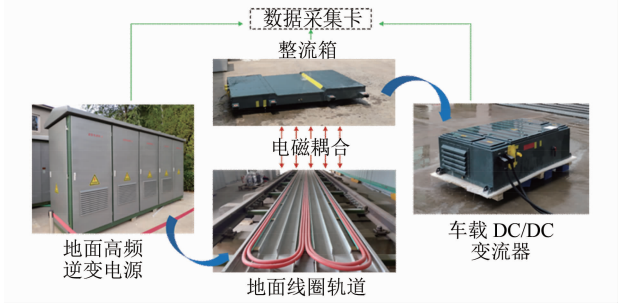 数据采集卡
整流箱
电磁耦合
地面高频
逆变电源
地面线圈轨道
车载 DC/DC
变流器